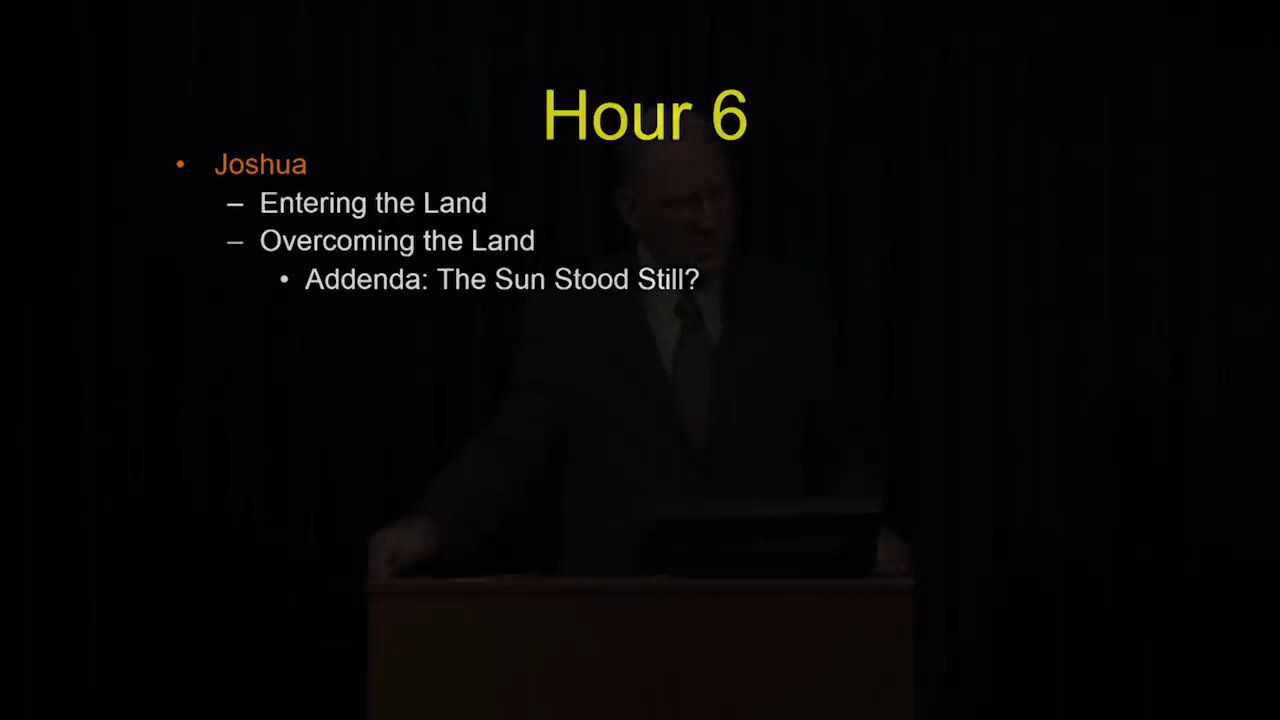 Hour 6
• Joshua
– Entering the Land
– Overcoming the Land
• Addenda: The Sun Stood Still?